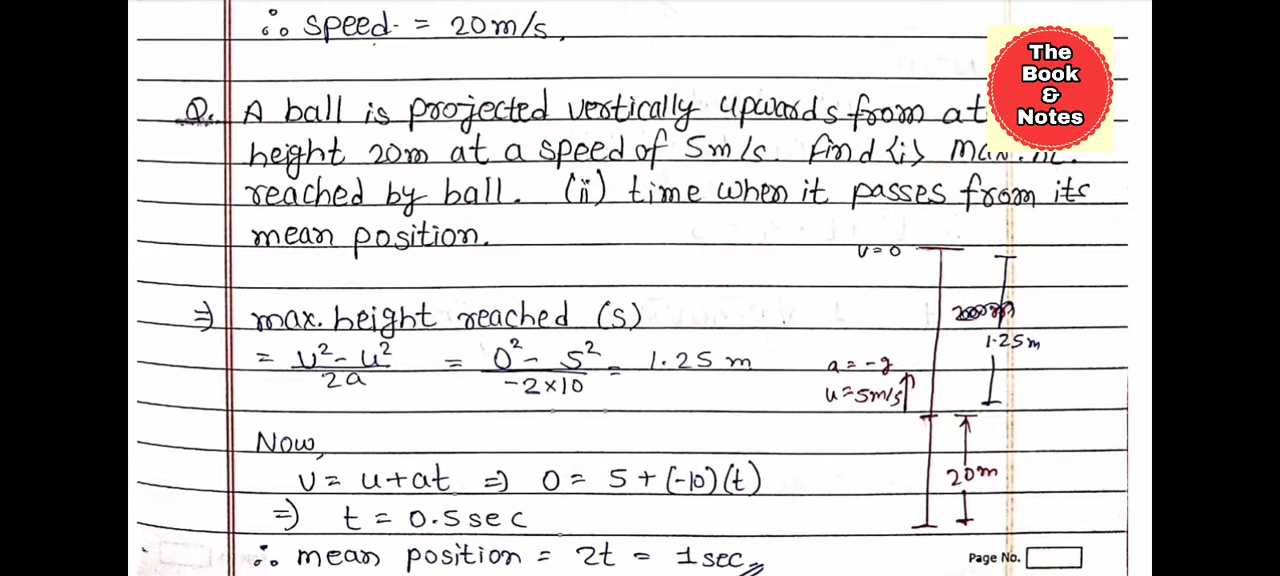 ∴ speed = 20m/s.
The
Book
&
Notes
Q. A ball is projected vertically upwards from at
height 20m at a speed of 5m/s. find (i)
reached by ball. (ii) time when it passes from its
mean position.
v = 0
⇒ max. height reached (s)
= v² - u² / 2a = 0² - 5² / -2×10 = 1.25 m
1.25m
a = -g
u = 5m/s
Now,
v = u + at ⇒ 0 = 5 + (-10)(t)
20m
⇒ t = 0.5 sec
∴ mean position = 2t = 1 sec
Page No.